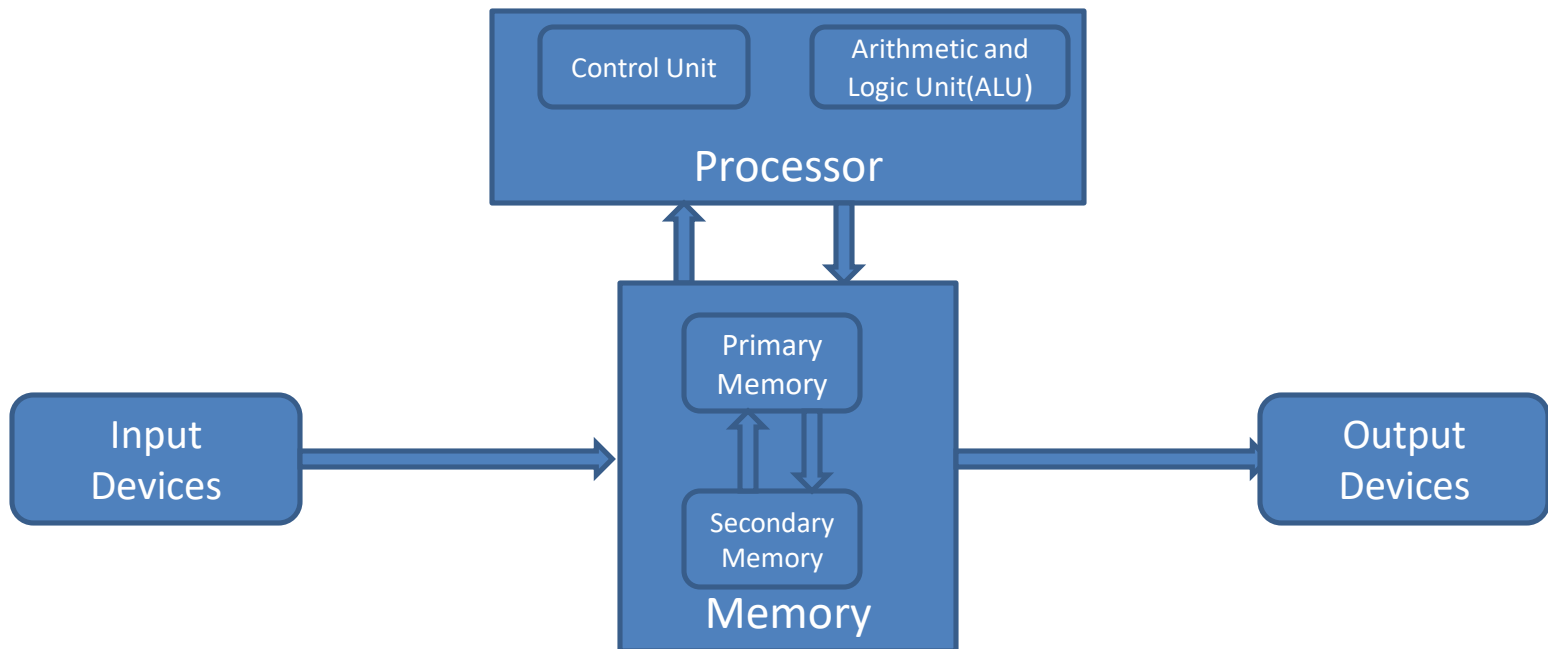 Control Unit
Arithmetic and
Logic Unit(ALU)
Processor
Primary
Memory
Input
Devices
Output
Devices
Secondary
Memory
Memory